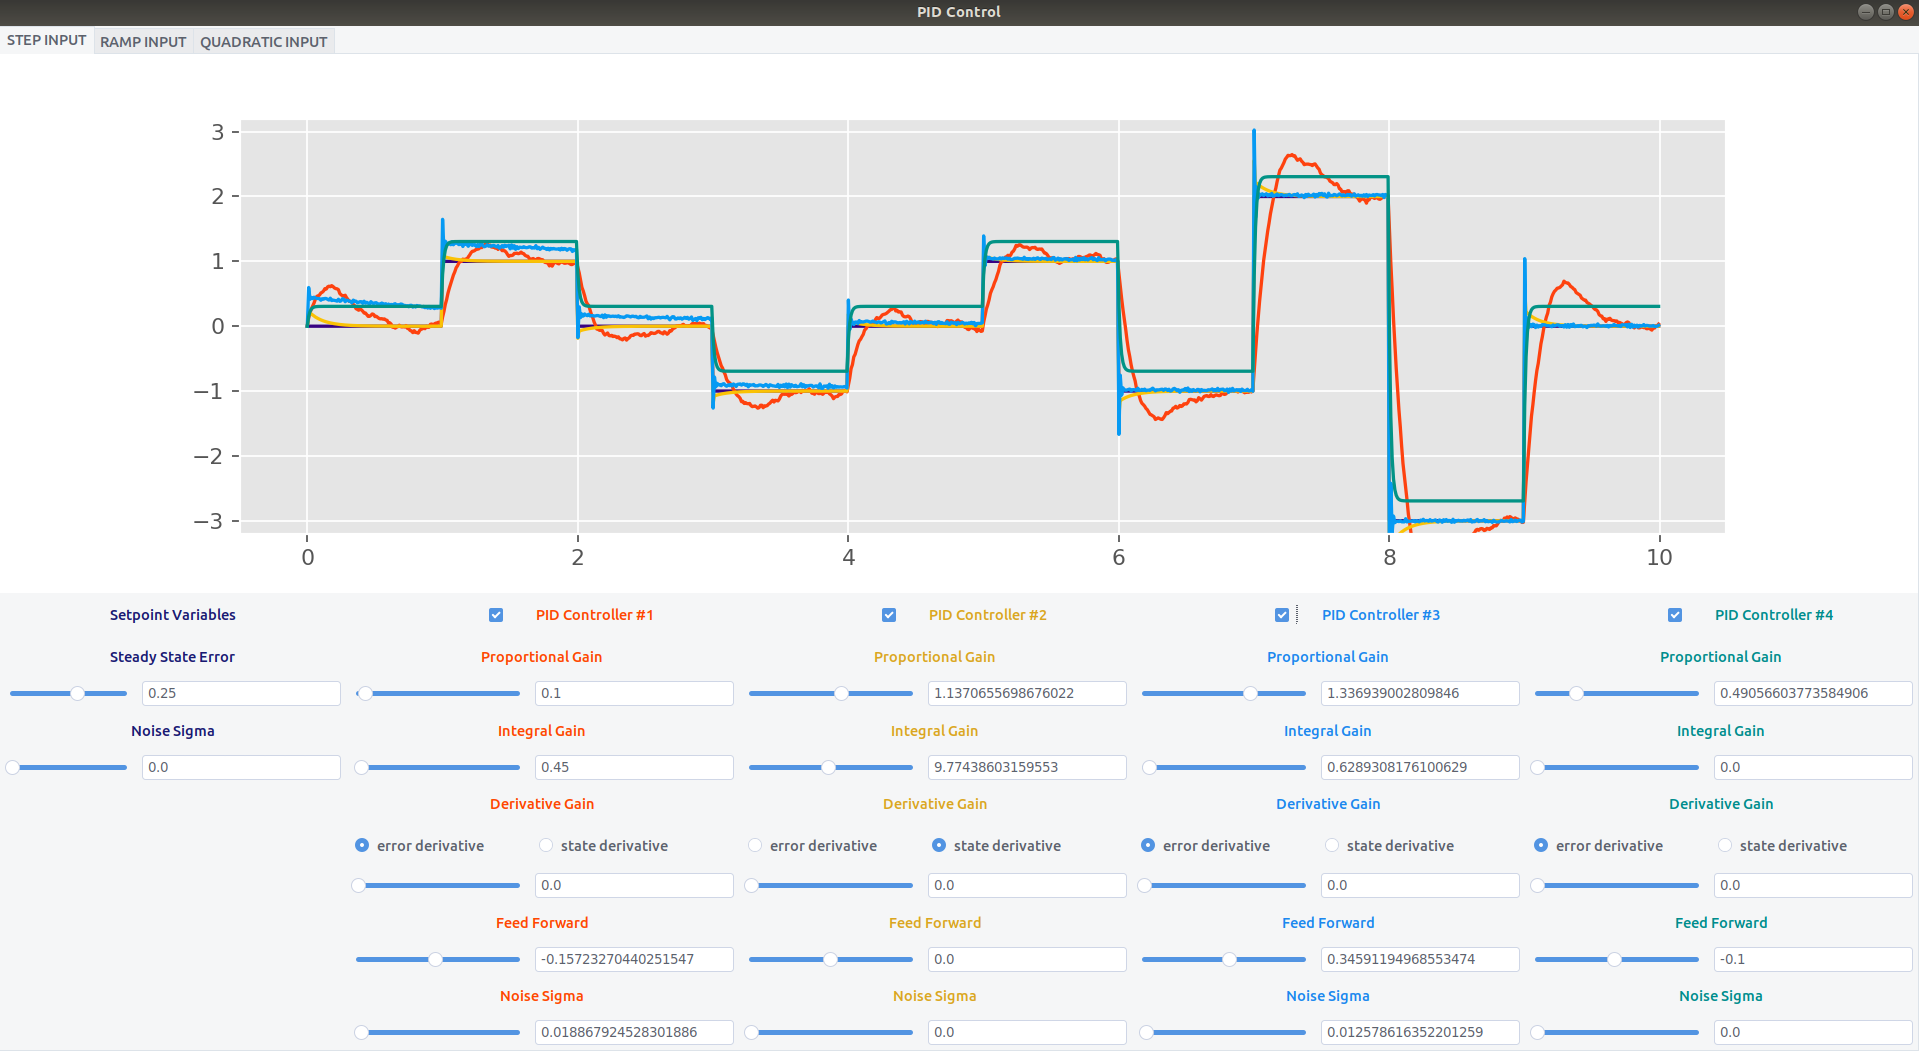 PID Control
STEP INPUT RAMP INPUT QUADRATIC INPUT
3
2
1
0
−1
−2
−3
0 2 4 6 8 10
Setpoint Variables PID Controller #1 PID Controller #2 PID Controller #3 PID Controller #4
Steady State Error Proportional Gain Proportional Gain Proportional Gain Proportional Gain
0.25 0.1 1.1370655698676022 1.336939002809846 0.49056603773584906
Noise Sigma Integral Gain Integral Gain Integral Gain Integral Gain
0.0 0.45 9.77438603159553 0.6289308176100629 0.0
Derivative Gain Derivative Gain Derivative Gain Derivative Gain
error derivative state derivative error derivative state derivative error derivative state derivative error derivative state derivative
0.0 0.0 0.0 0.0
Feed Forward Feed Forward Feed Forward Feed Forward
-0.15723270440251547 0.0 0.34591194968553474 -0.1
Noise Sigma Noise Sigma Noise Sigma Noise Sigma
0.018867924528301886 0.0 0.012578616352201259 0.0